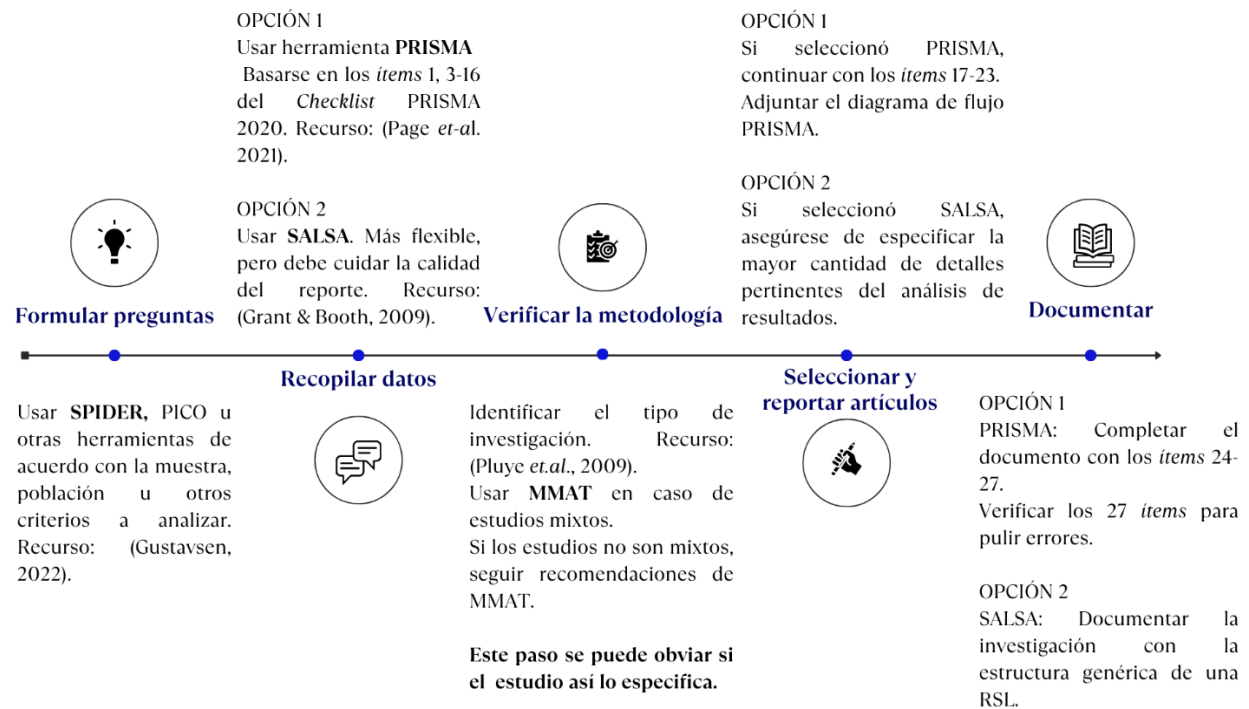 Formular preguntas
Usar SPIDER, PICO u
otras herramientas de
acuerdo con la muestra,
población u otros
criterios a analizar.
Recurso: (Gustavsen,
2022).
OPCIÓN 1
Usar herramienta PRISMA
Basarse en los ítems 1, 3-16
del Checklist PRISMA
2020. Recurso: (Page et-al.
2021).
OPCIÓN 2
Usar SALSA. Más flexible,
pero debe cuidar la calidad
del reporte. Recurso:
(Grant & Booth, 2009).
Recopilar datos
Verificar la metodología
Identificar el tipo de
investigación. Recurso:
(Pluye et.al., 2009).
Usar MMAT en caso de
estudios mixtos.
Si los estudios no son mixtos,
seguir recomendaciones de
MMAT.
Este paso se puede obviar si
el estudio así lo especifica.
OPCIÓN 1
Si seleccionó PRISMA,
continuar con los ítems 17-23.
Adjuntar el diagrama de flujo
PRISMA.
OPCIÓN 2
Si seleccionó SALSA,
asegúrese de especificar la
mayor cantidad de detalles
pertinentes del análisis de
resultados.
Seleccionar y
reportar artículos
Documentar
OPCIÓN 1
PRISMA: Completar el
documento con los ítems 24-
27.
Verificar los 27 ítems para
pulir errores.
OPCIÓN 2
SALSA: Documentar la
investigación con la
estructura genérica de una
RSL.